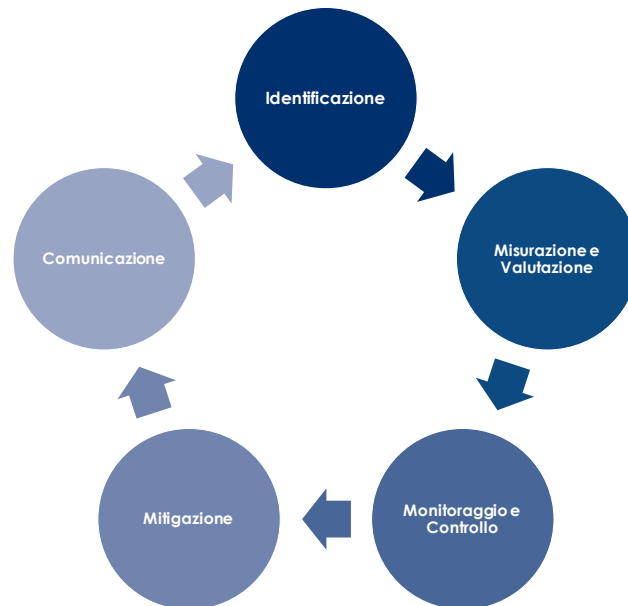 Identificazione
Misurazione e
Valutazione
Monitoraggio e
Controllo
Mitigazione
Comunicazione